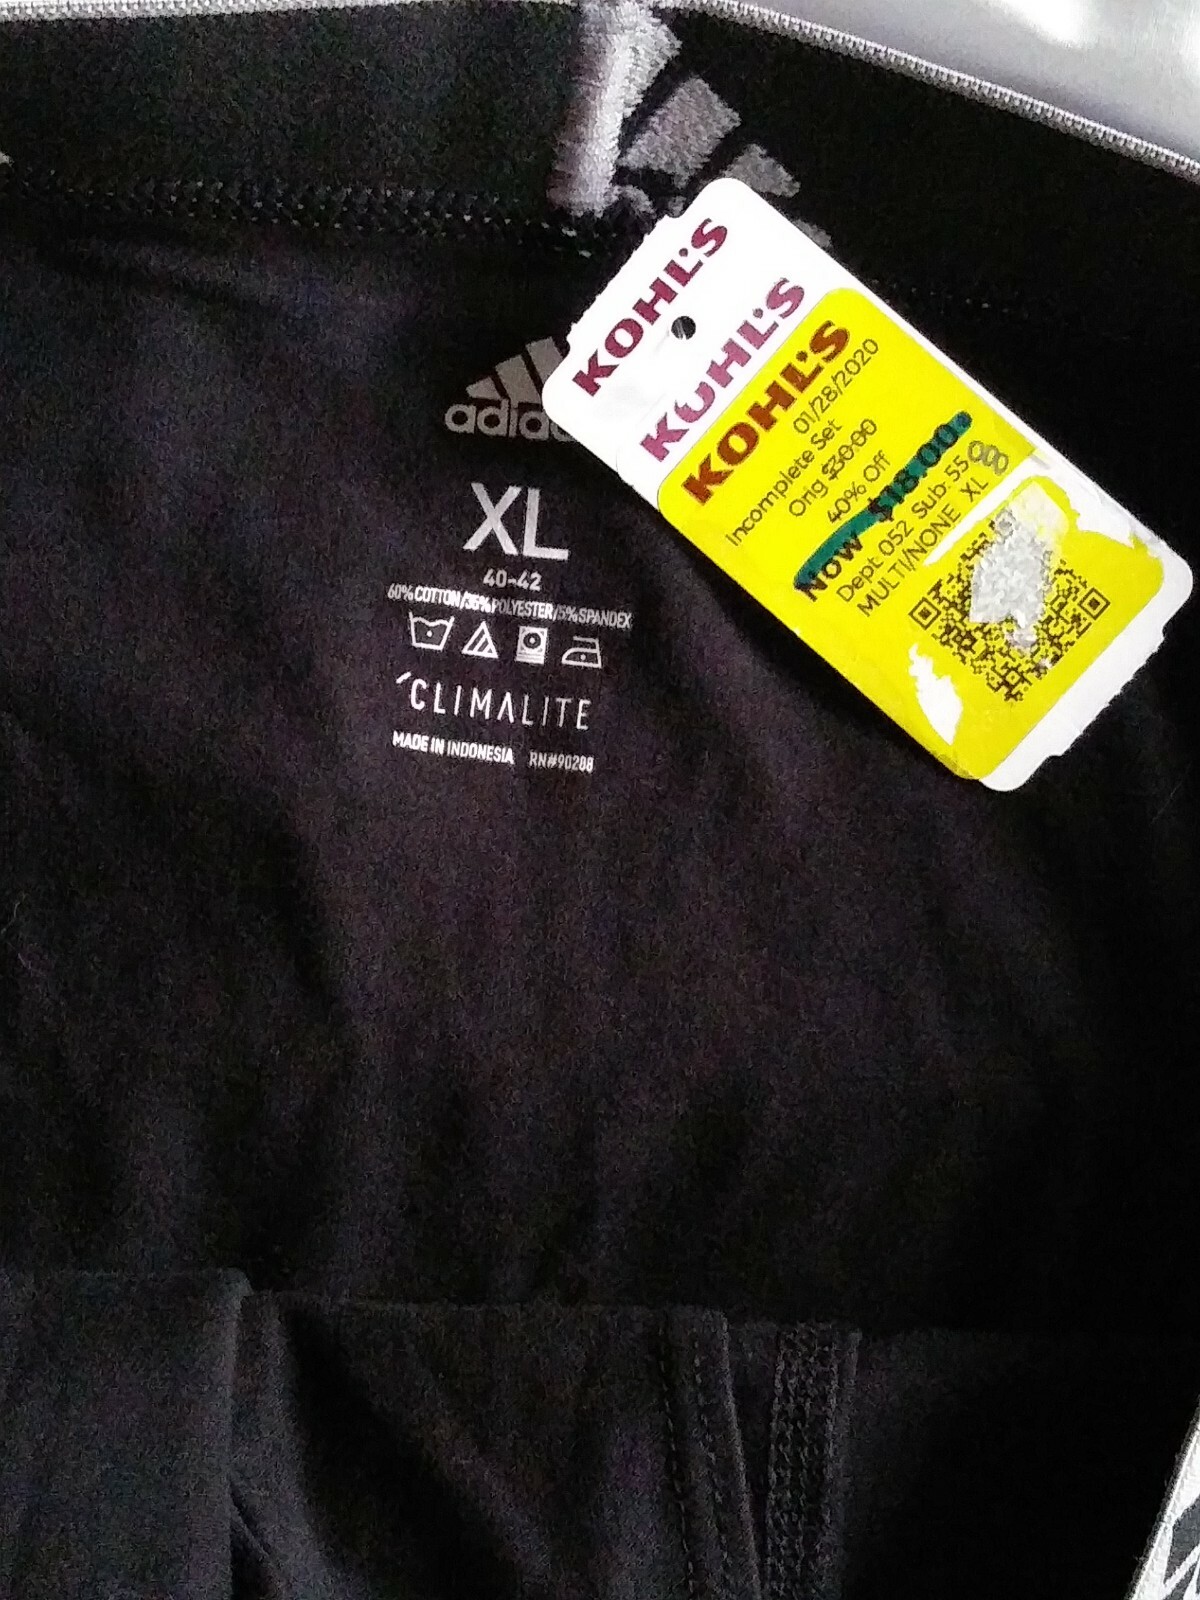 KOHL'S
KOHL'S
KOHL'S
01/28/2020
Incomplete Set
Orig $30.00
40% Off
Now $18.00
Dept 052 Sub 55
MULTI/NONE XL
XL
40-42
60% COTTON/35% POLYESTER/5% SPANDEX
CLIMALITE
MADE IN INDONESIA RN#90288